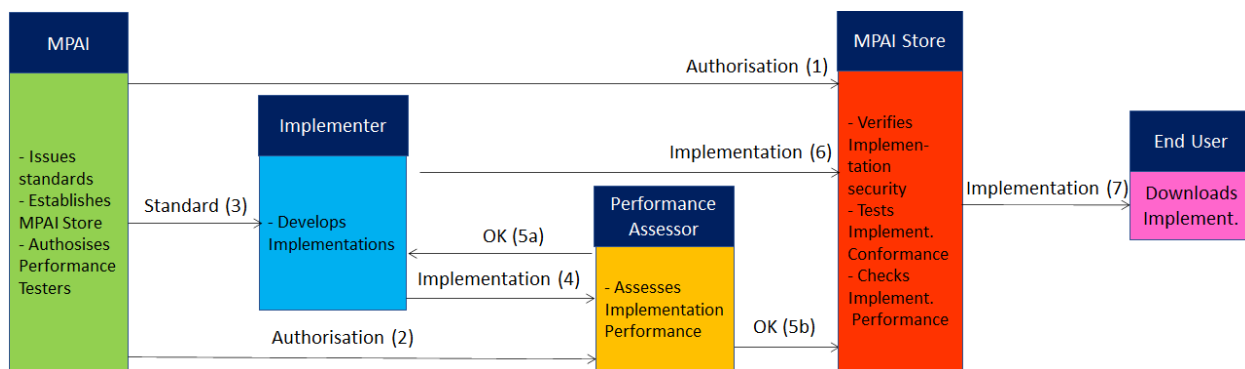 MPAI
- Issues
standards
- Establishes
MPAI Store
- Authosises
Performance
Testers
Authorisation (1)
Standard (3)
Authorisation (2)
Implementer
- Develops
Implementations
Implementation (6)
OK (5a)
Implementation (4)
Performance
Assessor
- Assesses
Implementation
Performance
OK (5b)
MPAI Store
- Verifies
Implemen-
tation
security
- Tests
Implement.
Conformance
- Checks
Implement.
Performance
Implementation (7)
End User
Downloads
Implement.